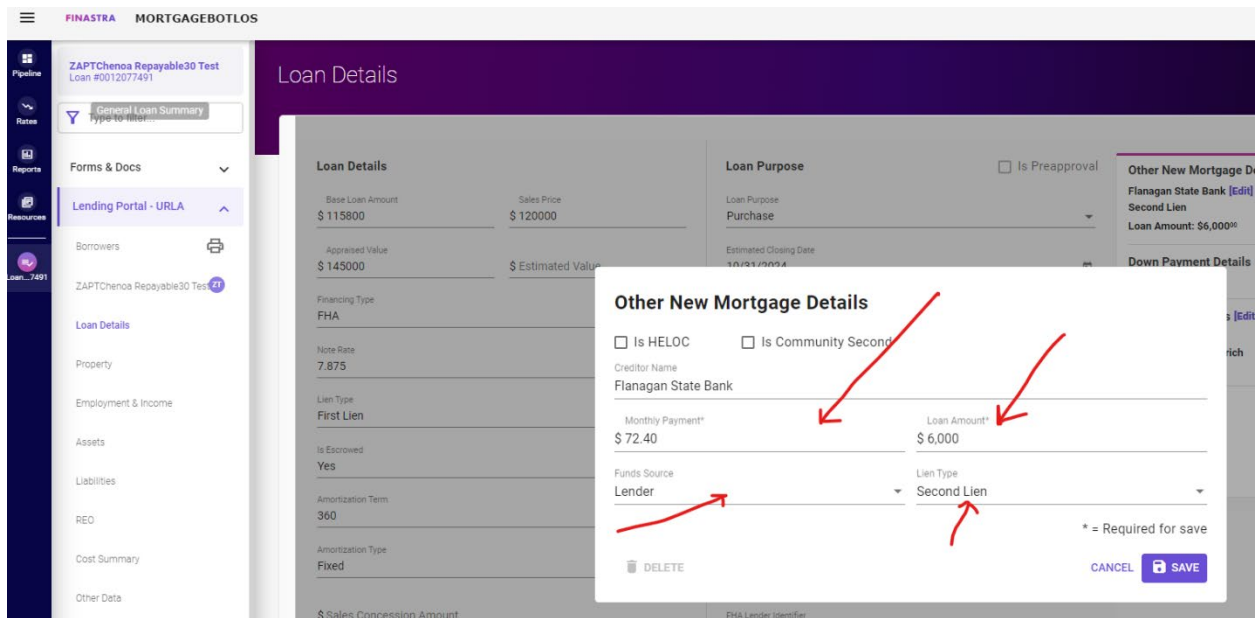 FINASTRA MORTGAGEBOTLOS
Pipeline
Rates
Reports
Resources
Loan...7491
ZAPTChenoa Repayable30 Test
Loan #0012077491
General Loan Summary
Type to filter...
Forms & Docs
Lending Portal - URLA
Borrowers
ZAPTChenoa Repayable30 Test ZT
Loan Details
Property
Employment & Income
Assets
Liabilities
REO
Cost Summary
Other Data
Loan Details
Loan Details
Base Loan Amount Sales Price
$ 115800 $ 120000
Appraised Value
$ 145000 $ Estimated Value
Financing Type
FHA
Note Rate
7.875
Lien Type
First Lien
Is Escrowed
Yes
Amortization Term
360
Amortization Type
Fixed
$ Sales Concession Amount
Loan Purpose Is Preapproval
Loan Purpose
Purchase
Estimated Closing Date
10/31/2024
FHA Lender Identifier
Other New Mortgage De
Flanagan State Bank [Edit]
Second Lien
Loan Amount: $6,000⁰⁰
Down Payment Details
s [Edit
rich
Other New Mortgage Details
Is HELOC Is Community Second
Creditor Name
Flanagan State Bank
Monthly Payment* Loan Amount*
$ 72.40 $ 6,000
Funds Source Lien Type
Lender Second Lien
* = Required for save
DELETE CANCEL SAVE